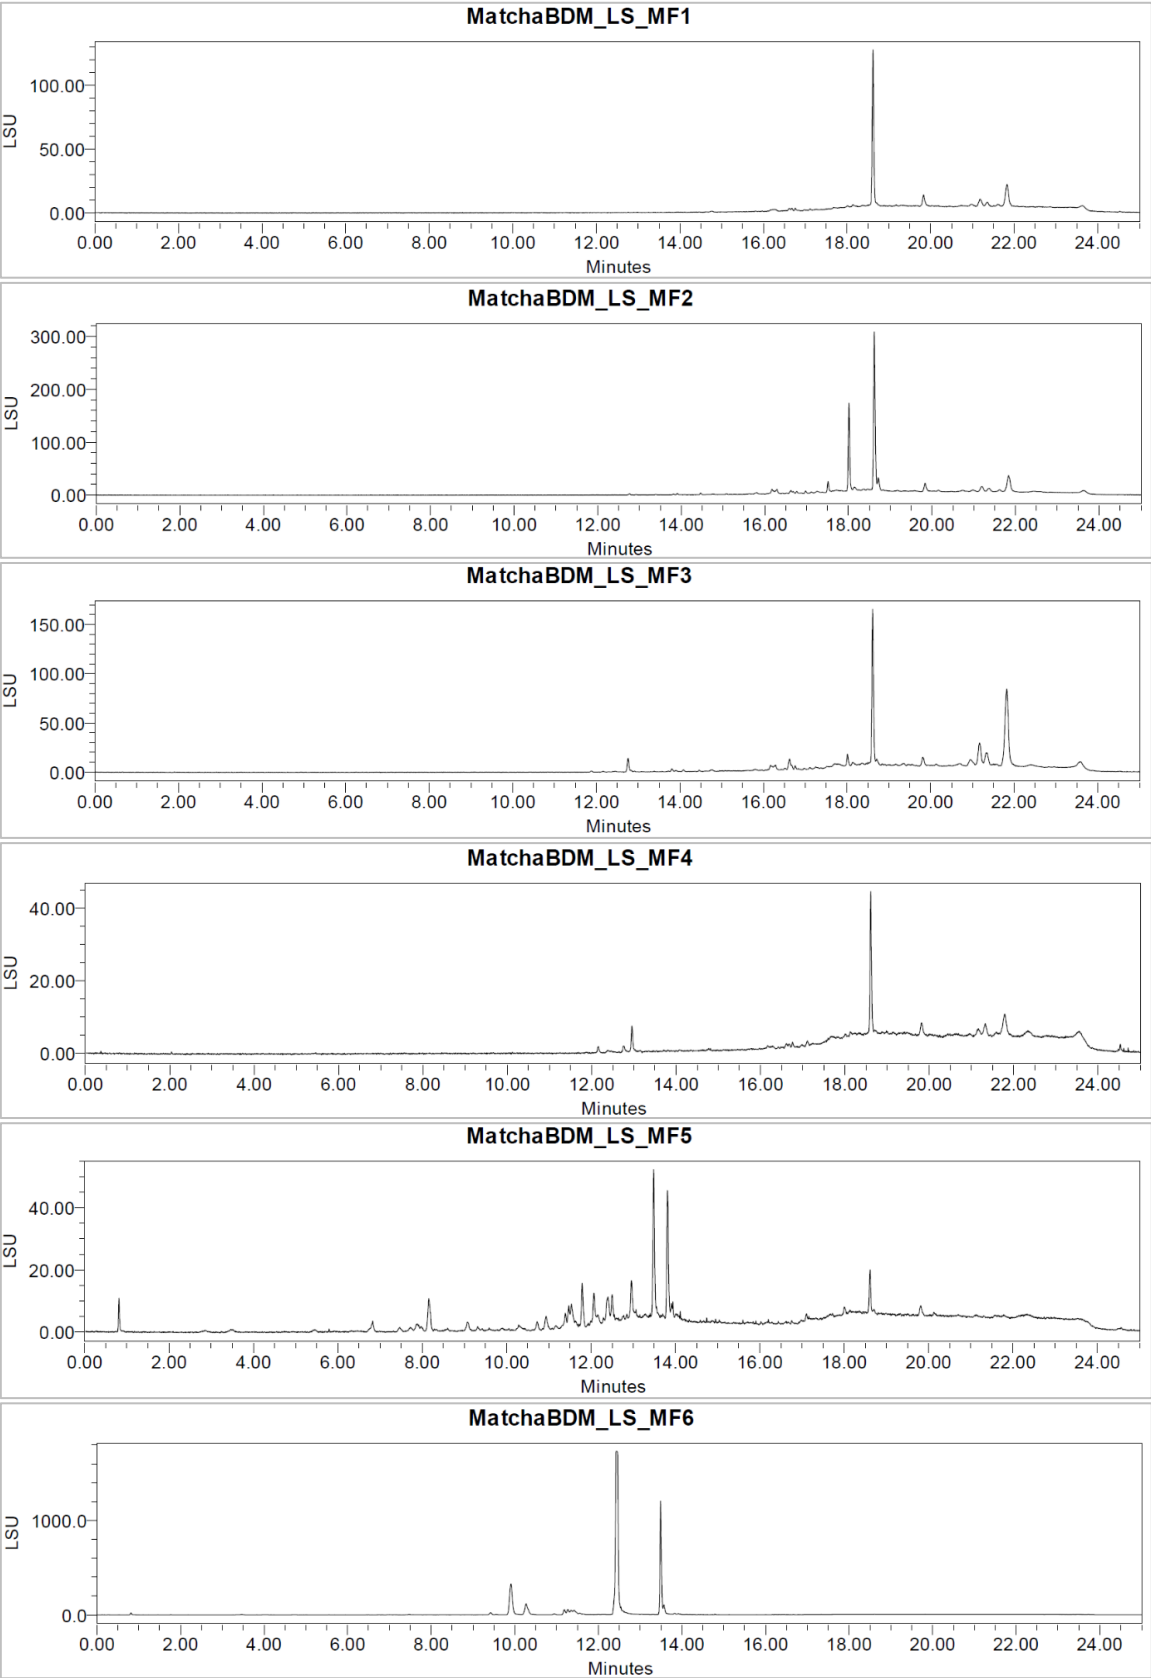 MatchaBDM_LS_MF1
LSU
100.00
50.00
0.00
0.00 2.00 4.00 6.00 8.00 10.00 12.00 14.00 16.00 18.00 20.00 22.00 24.00
Minutes
MatchaBDM_LS_MF2
LSU
300.00
200.00
100.00
0.00
0.00 2.00 4.00 6.00 8.00 10.00 12.00 14.00 16.00 18.00 20.00 22.00 24.00
Minutes
MatchaBDM_LS_MF3
LSU
150.00
100.00
50.00
0.00
0.00 2.00 4.00 6.00 8.00 10.00 12.00 14.00 16.00 18.00 20.00 22.00 24.00
Minutes
MatchaBDM_LS_MF4
LSU
40.00
20.00
0.00
0.00 2.00 4.00 6.00 8.00 10.00 12.00 14.00 16.00 18.00 20.00 22.00 24.00
Minutes
MatchaBDM_LS_MF5
LSU
40.00
20.00
0.00
0.00 2.00 4.00 6.00 8.00 10.00 12.00 14.00 16.00 18.00 20.00 22.00 24.00
Minutes
MatchaBDM_LS_MF6
LSU
1000.0
0.0
0.00 2.00 4.00 6.00 8.00 10.00 12.00 14.00 16.00 18.00 20.00 22.00 24.00
Minutes